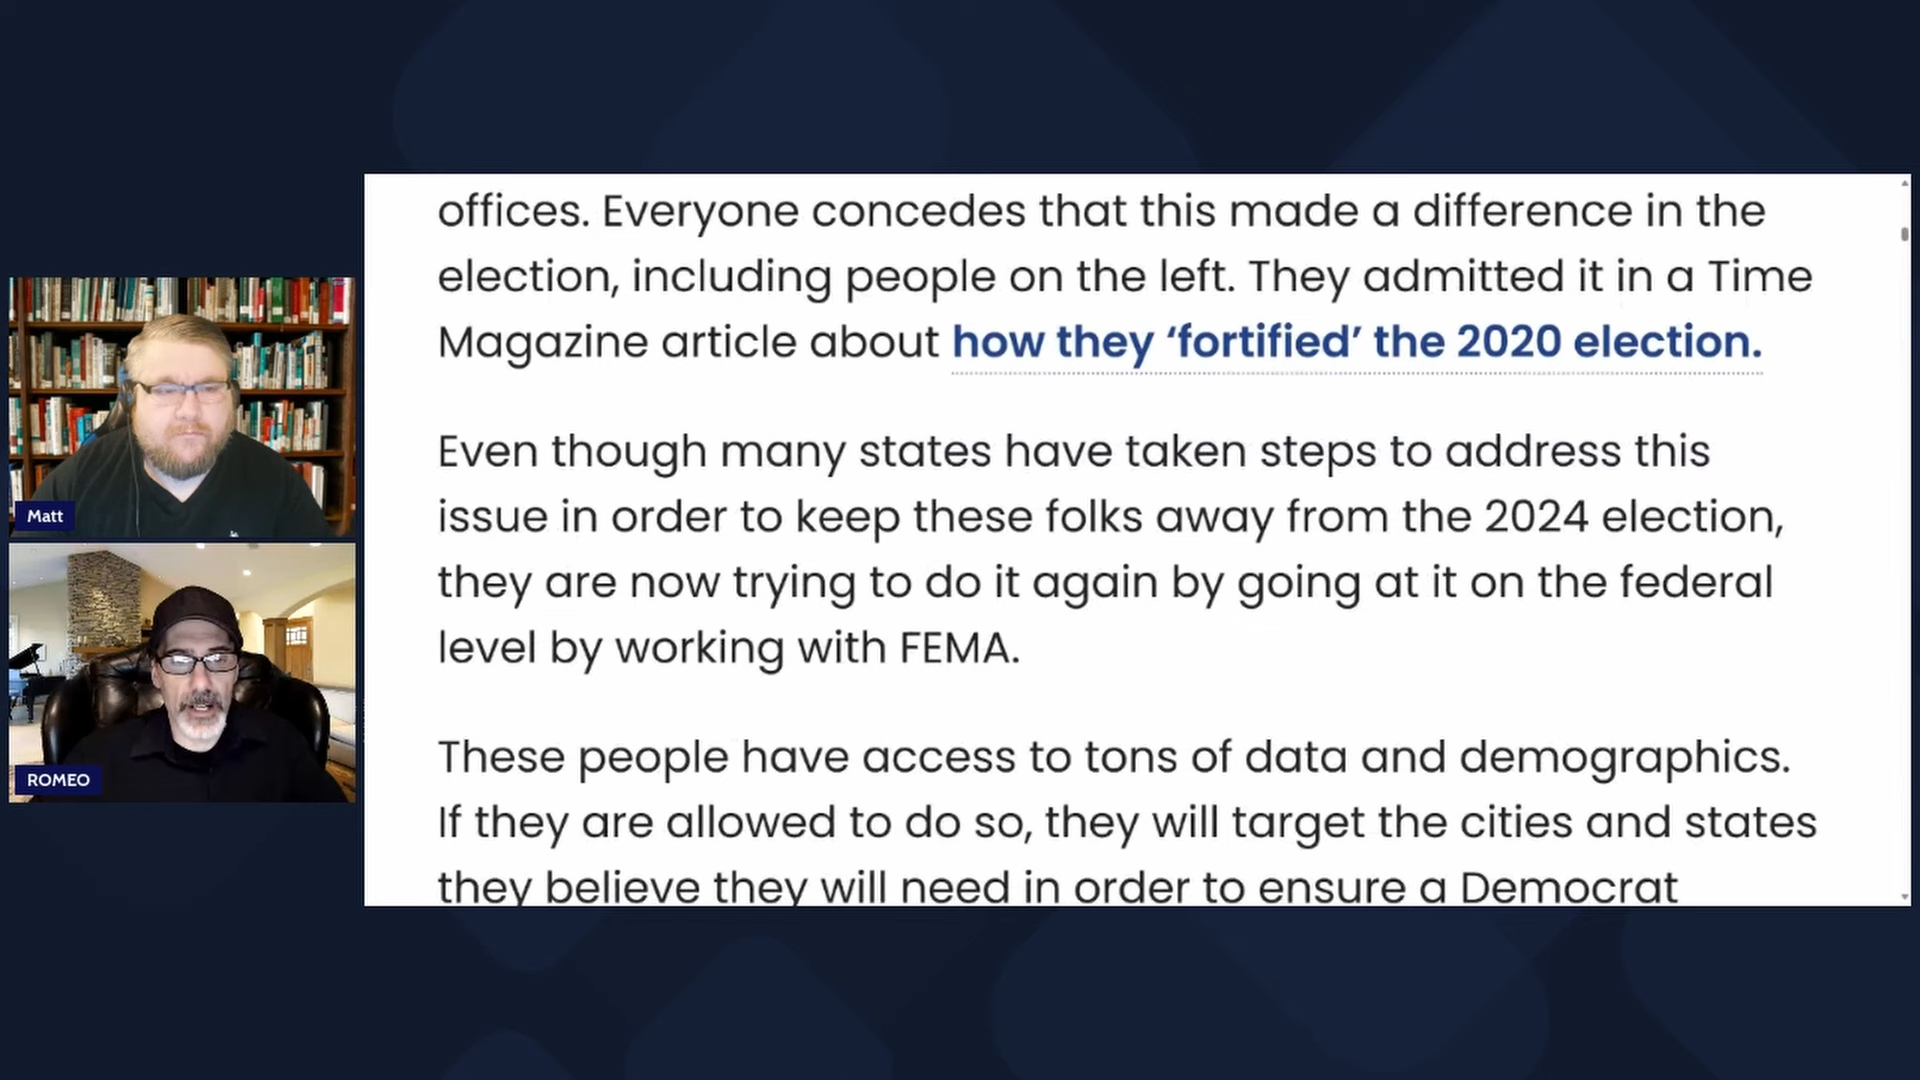 offices. Everyone concedes that this made a difference in the
election, including people on the left. They admitted it in a Time
Magazine article about how they ‘fortified’ the 2020 election.
Even though many states have taken steps to address this
issue in order to keep these folks away from the 2024 election,
they are now trying to do it again by going at it on the federal
level by working with FEMA.
These people have access to tons of data and demographics.
If they are allowed to do so, they will target the cities and states
they believe they will need in order to ensure a Democrat
Matt
ROMEO